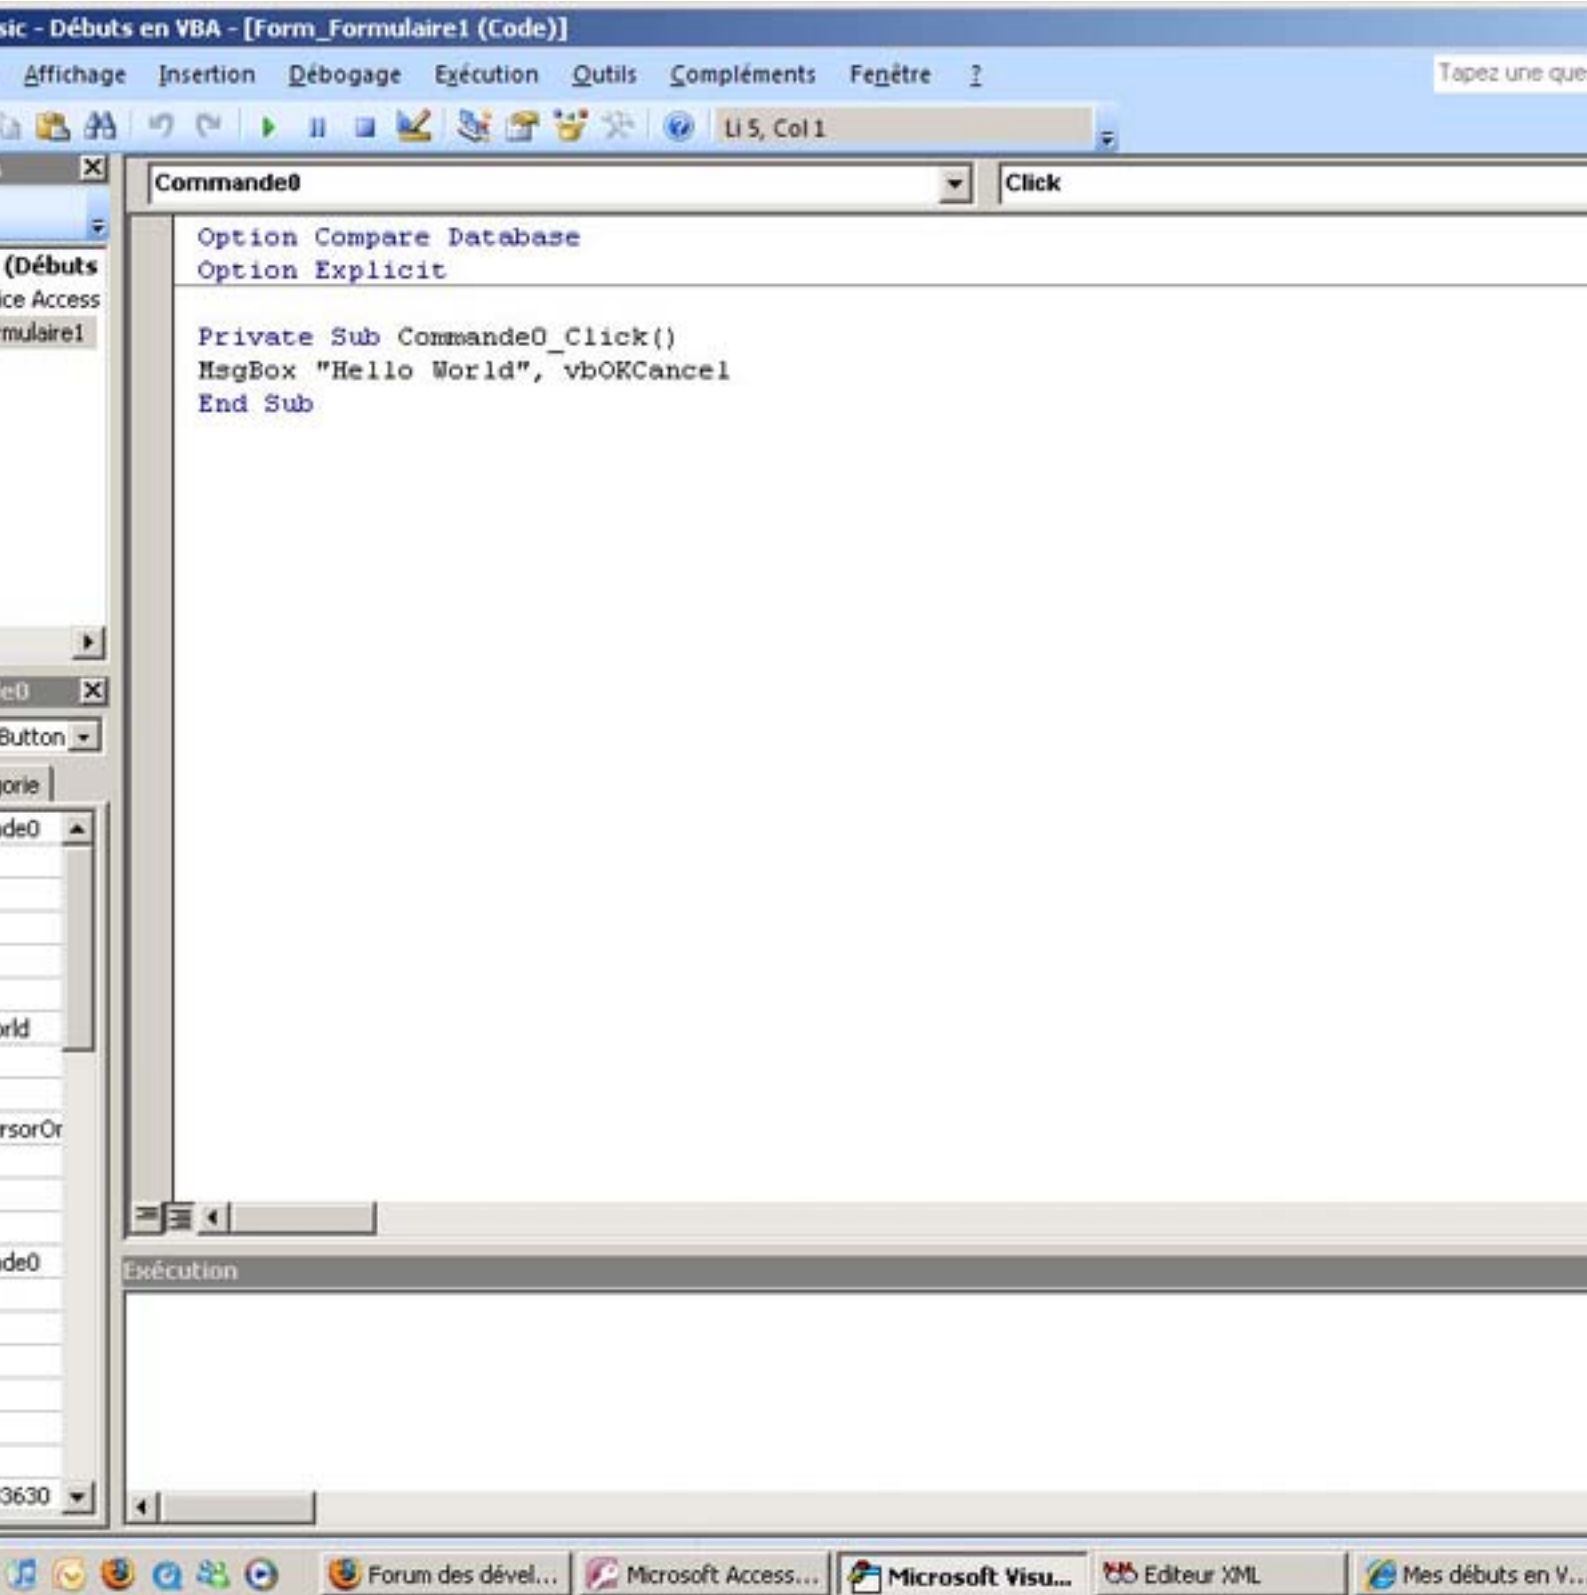 sic - Débuts en VBA - [Form_Formulaire1 (Code)]
Affichage Insertion Débogage Exécution Outils Compléments Fenêtre ?
Tapez une que
Li 5, Col 1
Commande0
Click
(Débuts
ice Access
mulaire1
Option Compare Database
Option Explicit
Private Sub Commande0_Click()
MsgBox "Hello World", vbOKCancel
End Sub
e0
Button
gorie
de0
orld
rsorOr
de0
3630
Exécution
Forum des dével...
Microsoft Access...
Microsoft Visu...
Editeur XML
Mes débuts en V...